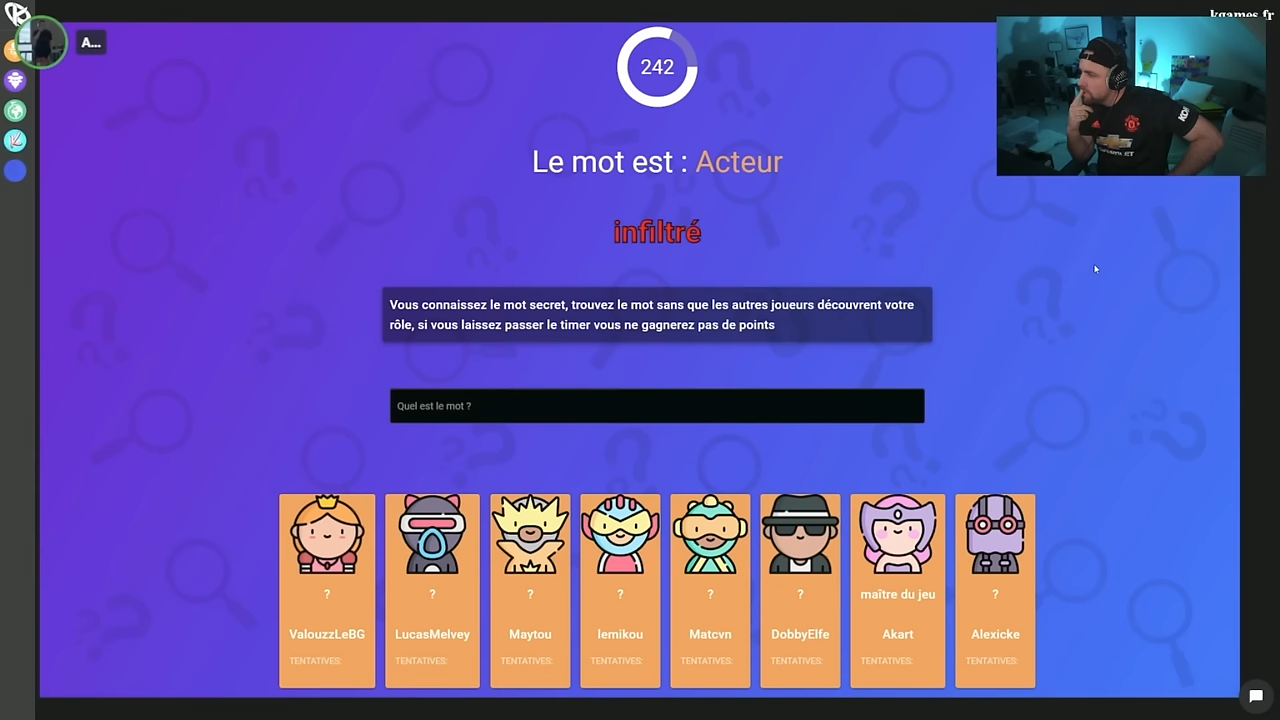 kgames.fr
A...
242
Le mot est : Acteur
infiltré
Vous connaissez le mot secret, trouvez le mot sans que les autres joueurs découvrent votre
rôle, si vous laissez passer le timer vous ne gagnerez pas de points
Quel est le mot ?
? ? ? ? ? ? maître du jeu ?
ValouzzLeBG LucasMelvey Maytou lemikou Matcvn DobbyElfe Akart Alexicke
TENTATIVES: TENTATIVES: TENTATIVES: TENTATIVES: TENTATIVES: TENTATIVES: TENTATIVES: TENTATIVES: